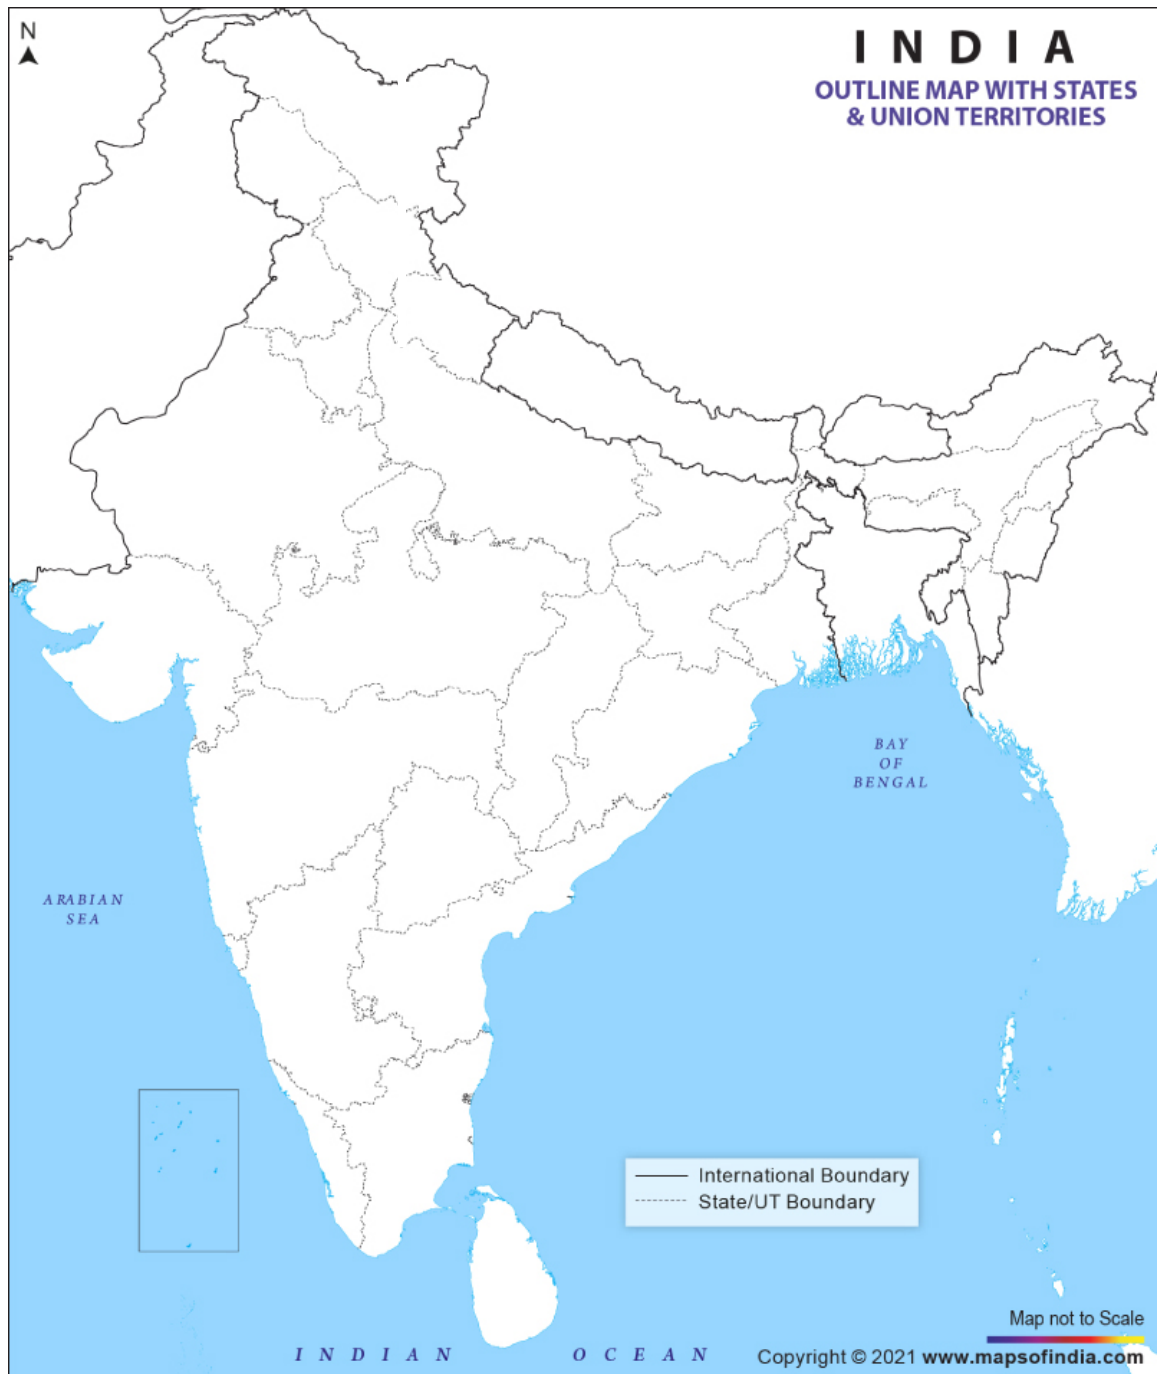 N
I N D I A
OUTLINE MAP WITH STATES
& UNION TERRITORIES
BAY
OF
BENGAL
ARABIAN
SEA
International Boundary
State/UT Boundary
Map not to Scale
INDIAN OCEAN
Copyright © 2021 www.mapsofindia.com